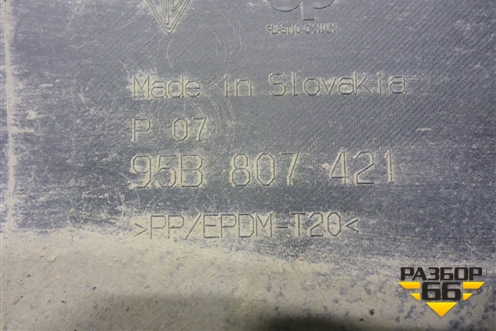 Made in Slovakia
P 07
95B 807 421
>PP/EPDM-T20<
РАЗБОР
66